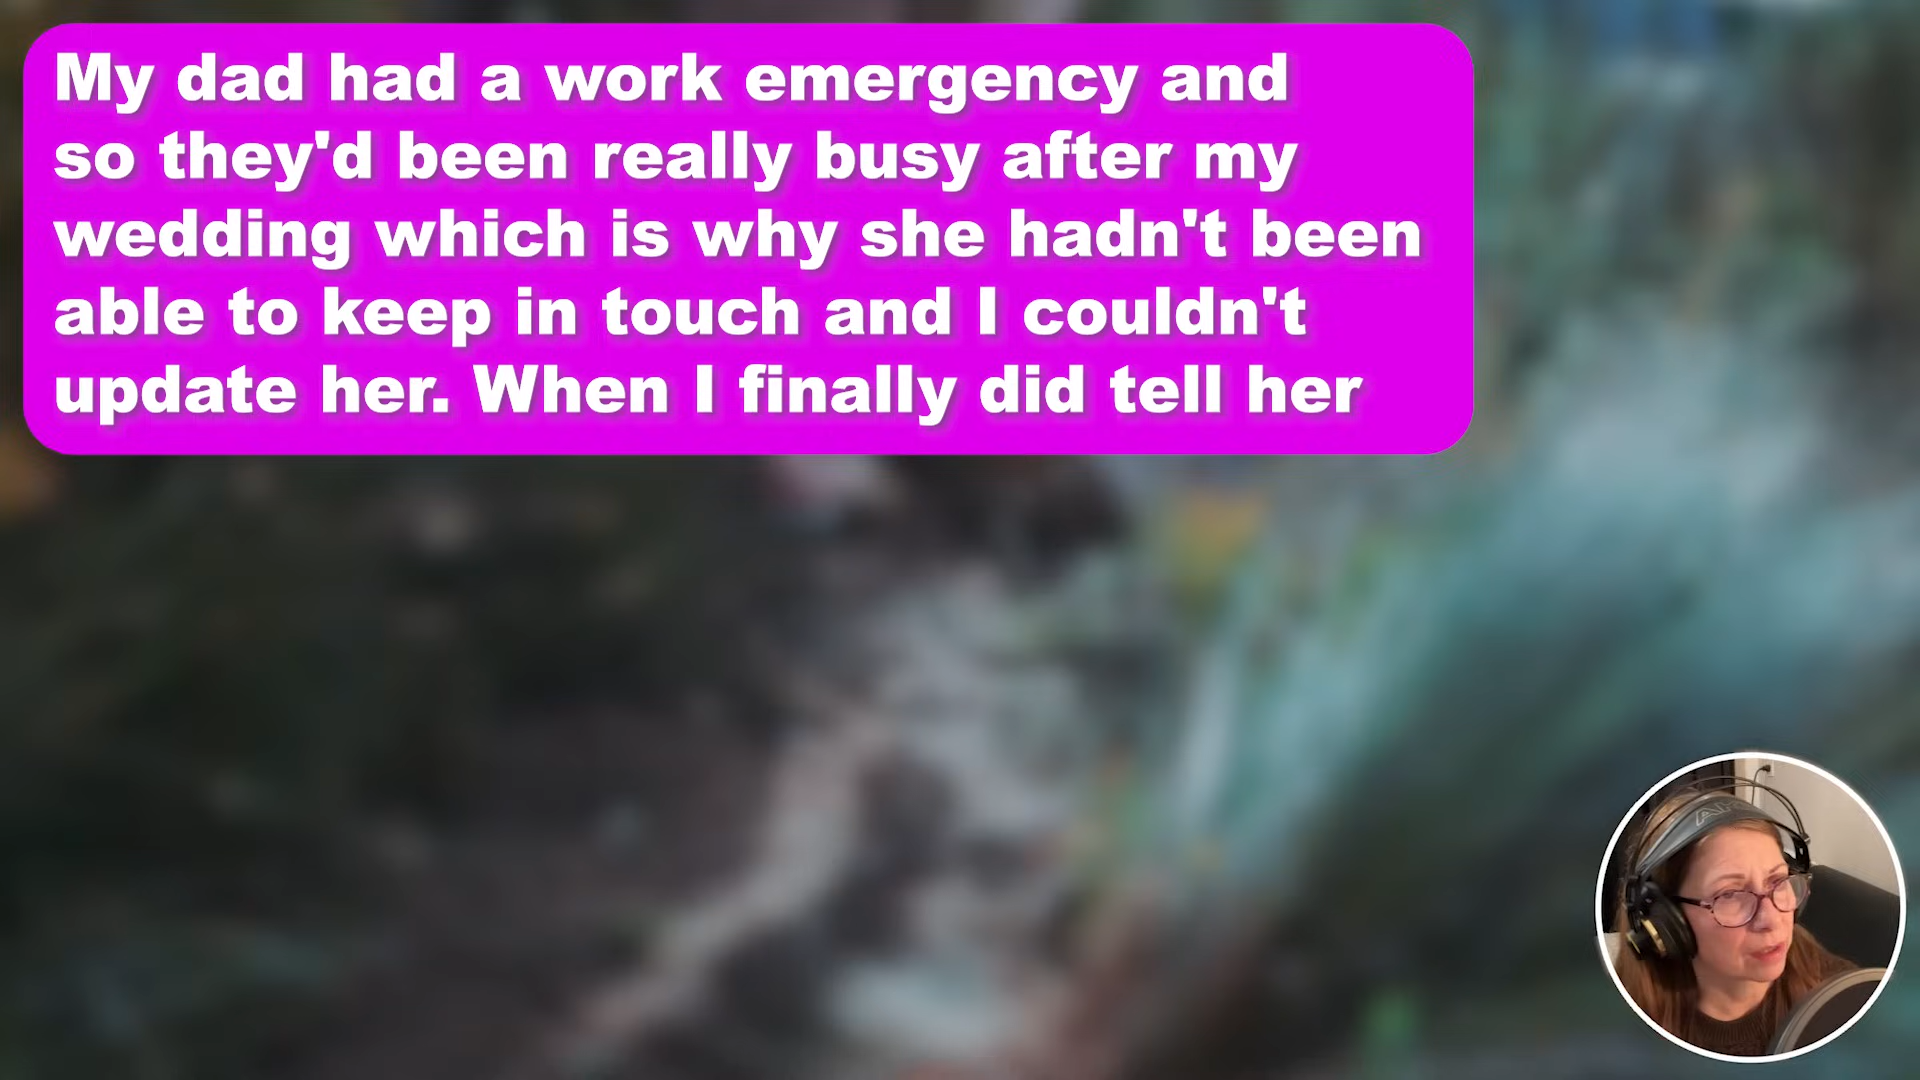 My dad had a work emergency and
so they'd been really busy after my
wedding which is why she hadn't been
able to keep in touch and I couldn't
update her. When I finally did tell her